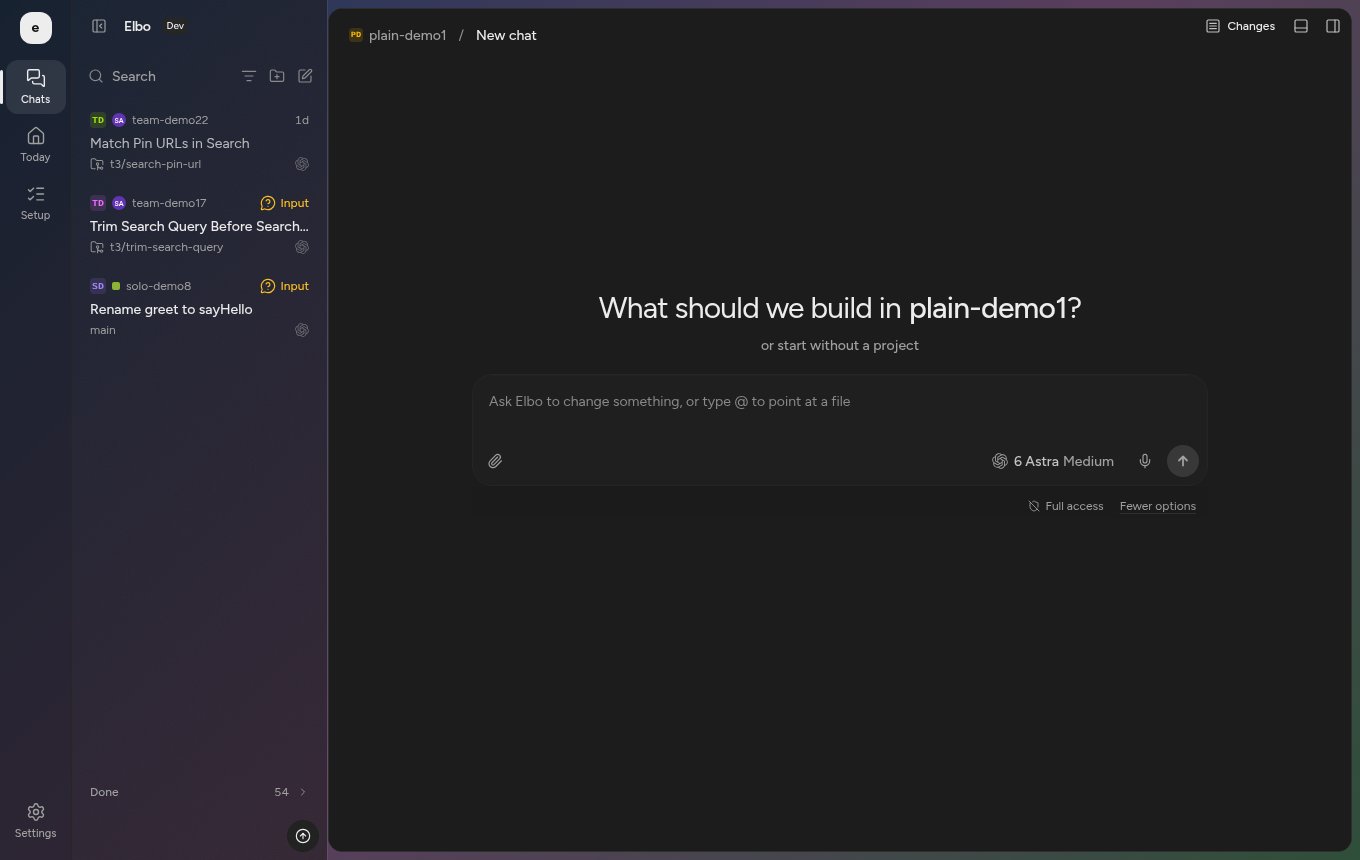 e
Chats
Today
Setup
Settings
Elbo Dev
Search
TD SA team-demo22 1d
Match Pin URLs in Search
t3/search-pin-url
TD SA team-demo17 Input
Trim Search Query Before Search...
t3/trim-search-query
SD solo-demo8 Input
Rename greet to sayHello
main
Done 54
PD plain-demo1 / New chat
Changes
What should we build in plain-demo1?
or start without a project
Ask Elbo to change something, or type @ to point at a file
6 Astra Medium
Full access Fewer options